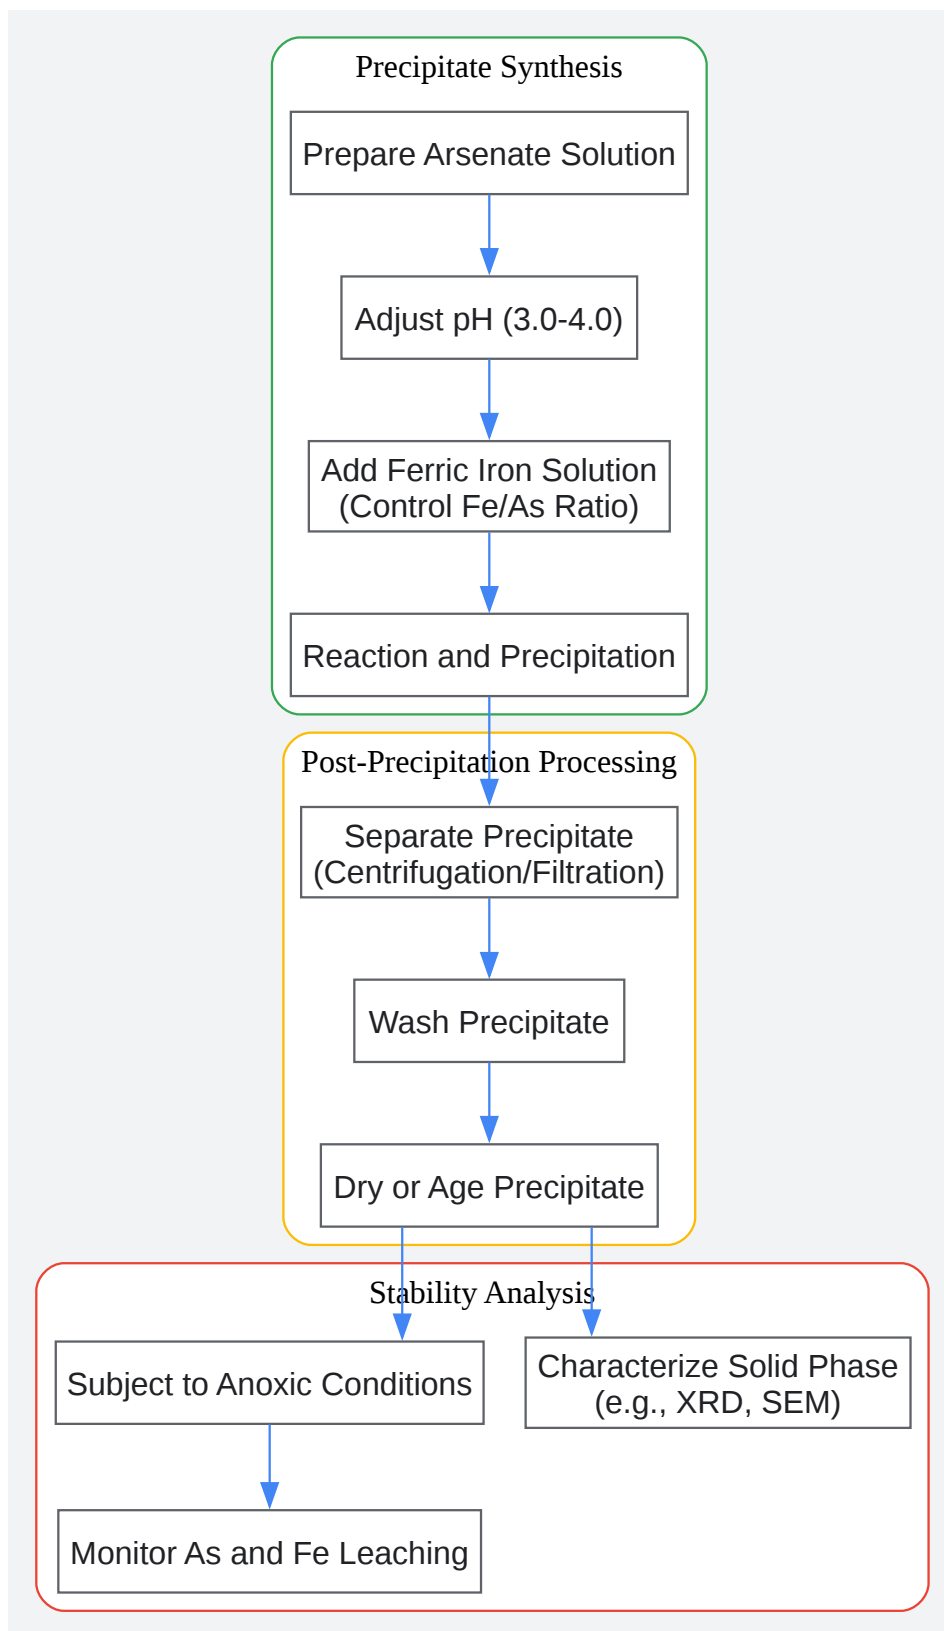 Precipitate Synthesis
Prepare Arsenate Solution
Adjust pH (3.0-4.0)
Add Ferric Iron Solution
(Control Fe/As Ratio)
Reaction and Precipitation
Post-Precipitation Processing
Separate Precipitate
(Centrifugation/Filtration)
Wash Precipitate
Dry or Age Precipitate
Stability Analysis
Subject to Anoxic Conditions
Characterize Solid Phase
(e.g., XRD, SEM)
Monitor As and Fe Leaching